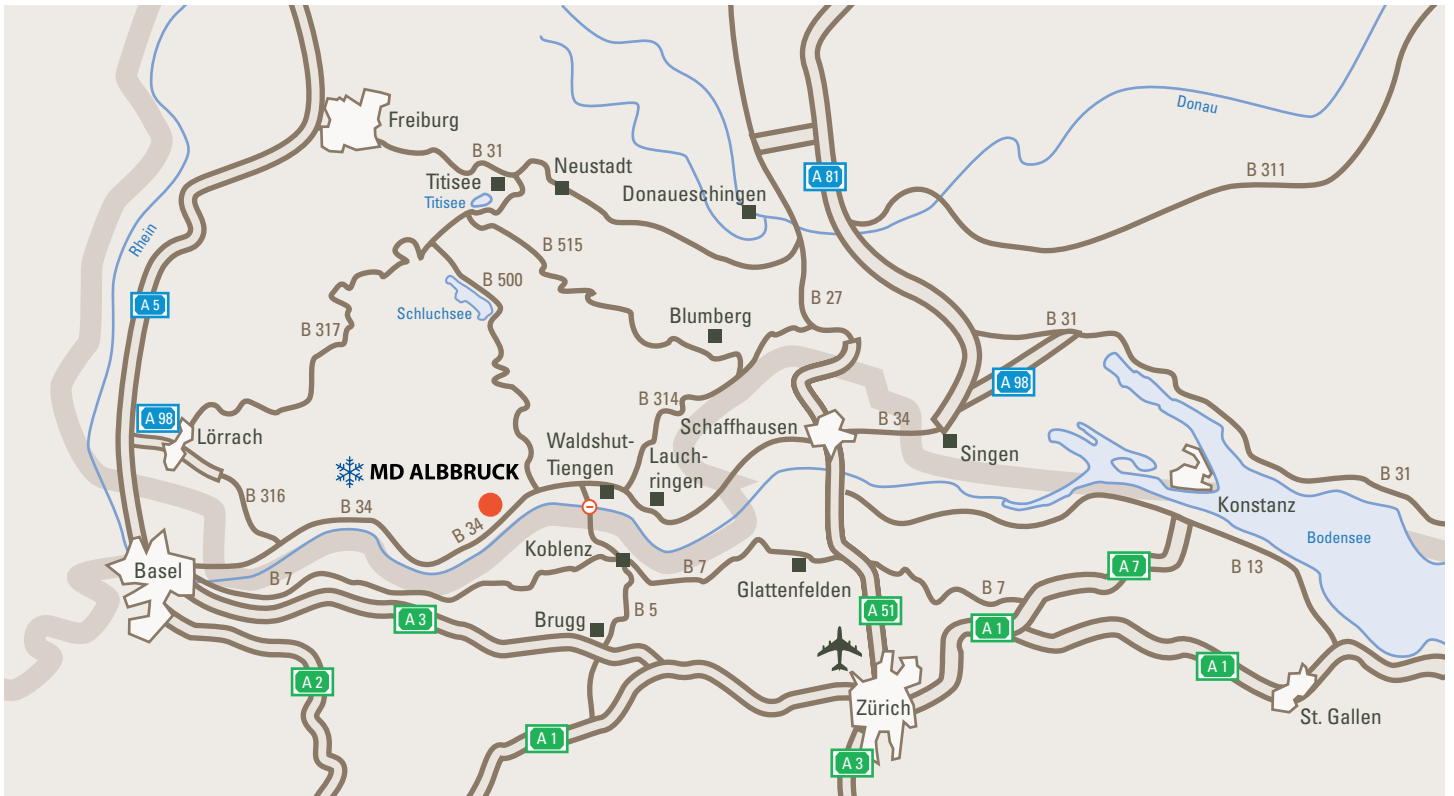 Donau
Freiburg
B 31
Titisee
Neustadt
A 81
B 311
Titisee
Donaueschingen
Rhein
B 515
B 500
A 5
Schluchsee
B 27
B 317
Blumberg
B 31
A 98
B 314
A 98
Lörrach
Schaffhausen
B 34
Waldshut-
Tiengen
Lauch-
ringen
Singen
MD ALBBRUCK
B 31
B 316
B 34
B 34
Konstanz
Bodensee
Koblenz
Basel
B 7
B 7
Glattenfelden
A 7
B 13
B 7
A 3
B 5
Brugg
A 51
A 1
A 2
A 1
Zürich
St. Gallen
A 1
A 3